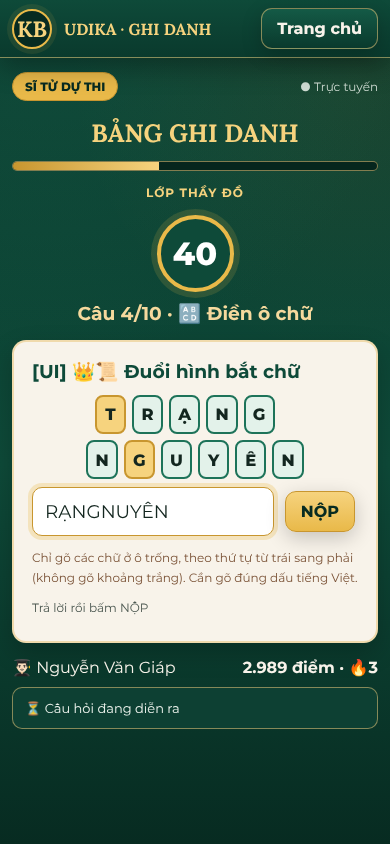 KB UDIKA · GHI DANH Trang chủ
SĨ TỬ DỰ THI Trực tuyến
BẢNG GHI DANH
LỚP THẦY ĐỒ
40
Câu 4/10 · 🔠 Điền ô chữ
[UI] 👑📜 Đuổi hình bắt chữ
T R Ạ N G
N G U Y Ê N
RẠNGNUYÊN NỘP
Chỉ gõ các chữ ở ô trống, theo thứ tự từ trái sang phải
(không gõ khoảng trắng). Cần gõ đúng dấu tiếng Việt.
Trả lời rồi bấm NỘP
Nguyễn Văn Giáp 2.989 điểm · 🔥3
⏳ Câu hỏi đang diễn ra